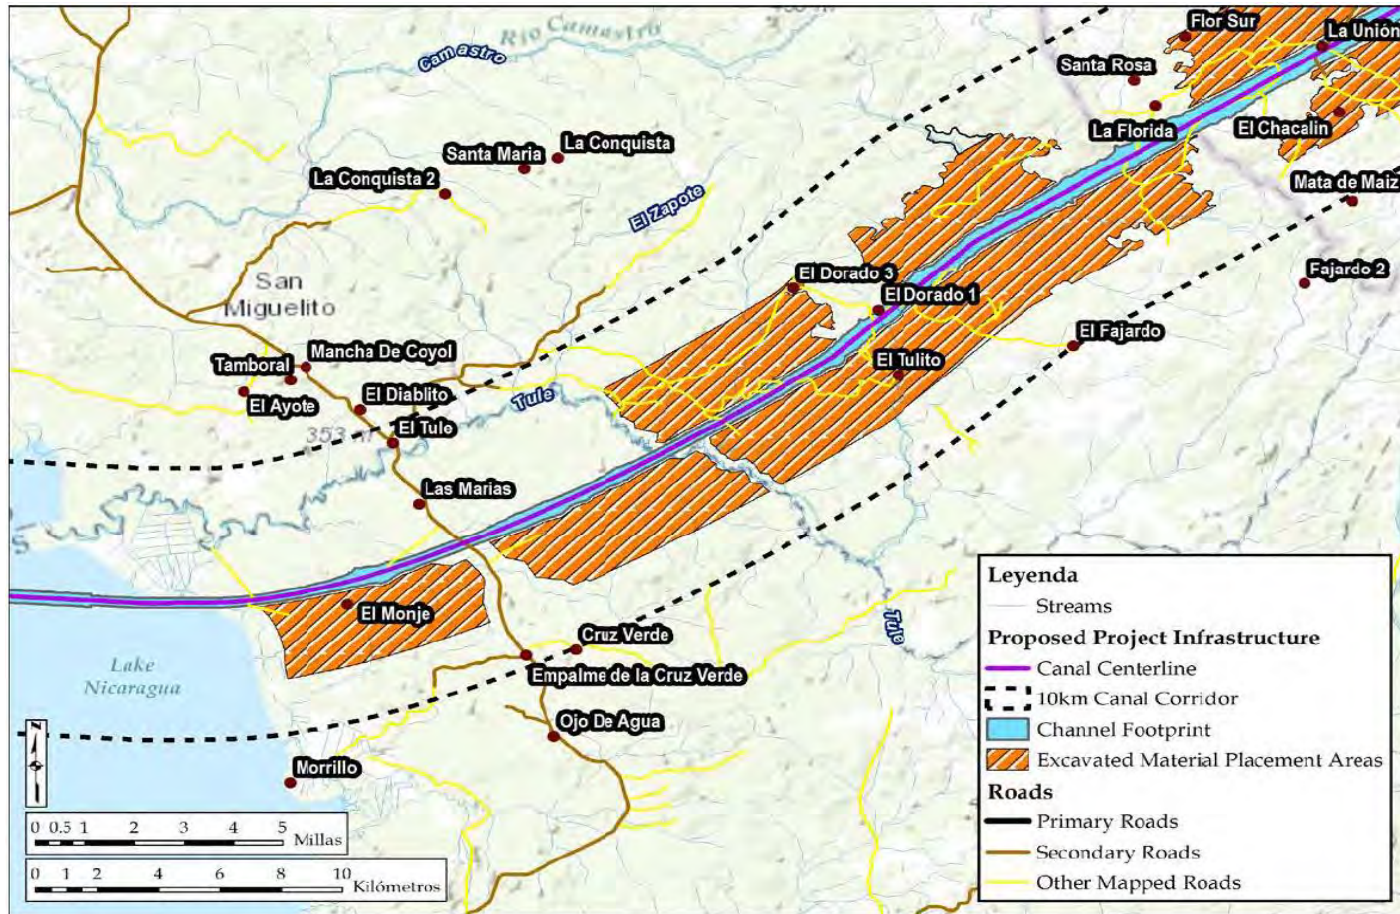 Río Camastro
Camastro
Flor Sur
La Unión
Santa Rosa
La Florida
El Chacalin
La Conquista
Santa Maria
La Conquista 2
Mata de Maiz
El Zapote
San
Miguelito
El Dorado 3
El Dorado 1
Fajardo 2
El Fajardo
Mancha De Coyol
Tamboral
El Tulito
El Ayote
El Diablito
Tule
353 m
El Tule
Las Marias
El Monje
Tule
Cruz Verde
Empalme de la Cruz Verde
Lake
Nicaragua
Ojo De Agua
Morrillo
N
0 0.5 1 2 3 4 5
Millas
0 1 2 4 6 8 10
Kilómetros
Leyenda
Streams
Proposed Project Infrastructure
Canal Centerline
10km Canal Corridor
Channel Footprint
Excavated Material Placement Areas
Roads
Primary Roads
Secondary Roads
Other Mapped Roads